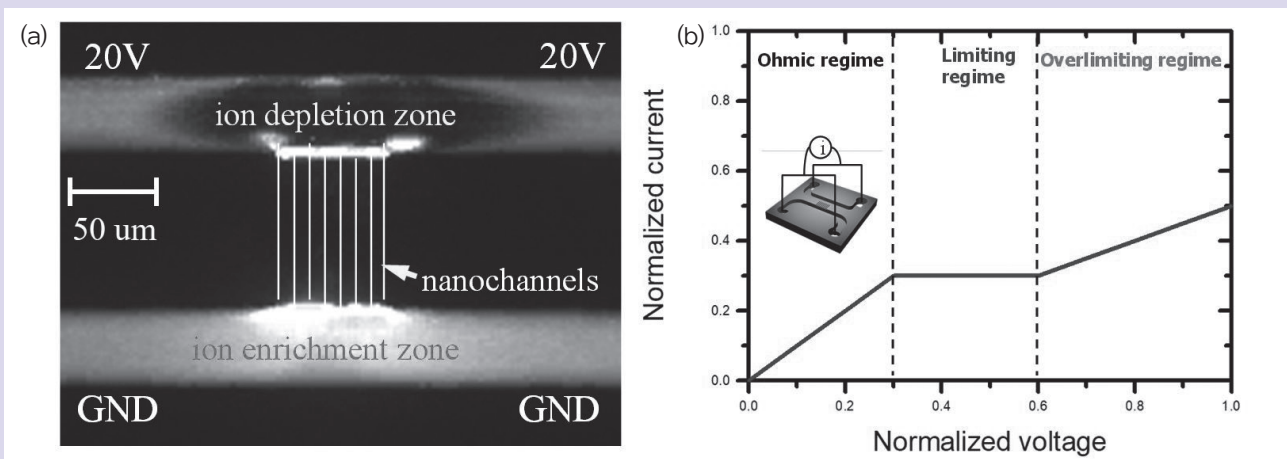 (a)
20V
20V
ion depletion zone
50 um
nanochannels
ion enrichment zone
GND
GND
(b)
Normalized current
1.0
0.8
0.6
0.4
0.2
0.0
Ohmic regime
Limiting
regime
Overlimiting regime
i
0.0
0.2
0.4
0.6
0.8
1.0
Normalized voltage